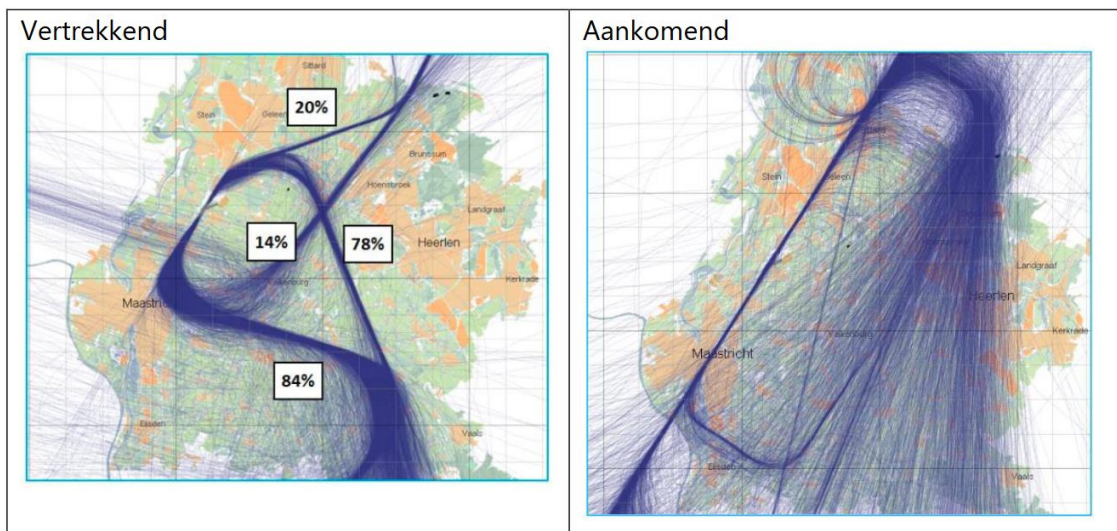 Vertrekkend
Sittard
20%
Stein
Geleen
Brunssum
Hoensbroek
Landgraaf
14%
78%
Heerlen
Kerkrade
84%
Eijsden
Vaals
Aankomend
Stein
Geleen
Landgraaf
Heerlen
Kerkrade
Valkenburg
Maastricht
Eijsden
Vaals